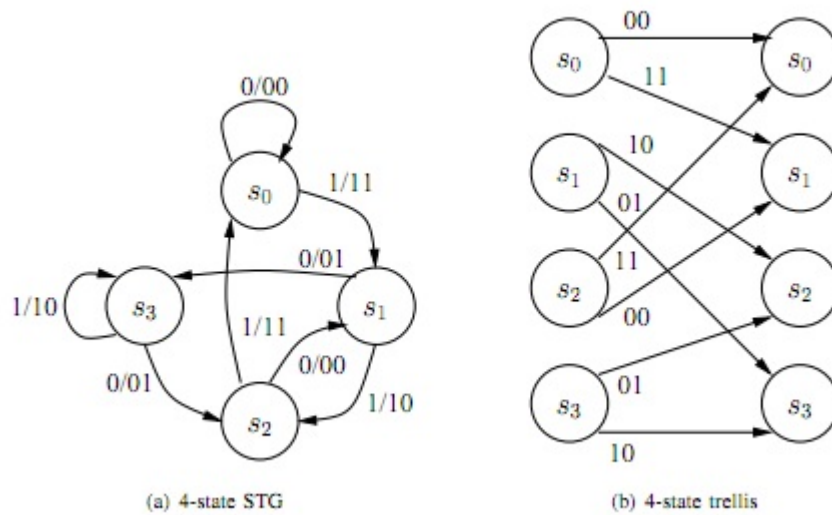 0/00
s0
1/11
0/01
1/10
s3
s1
1/11
0/00
0/01
1/10
s2
(a) 4-state STG
00
s0
s0
11
10
s1
s1
01
s2
11
s2
00
s3
01
s3
10
(b) 4-state trellis